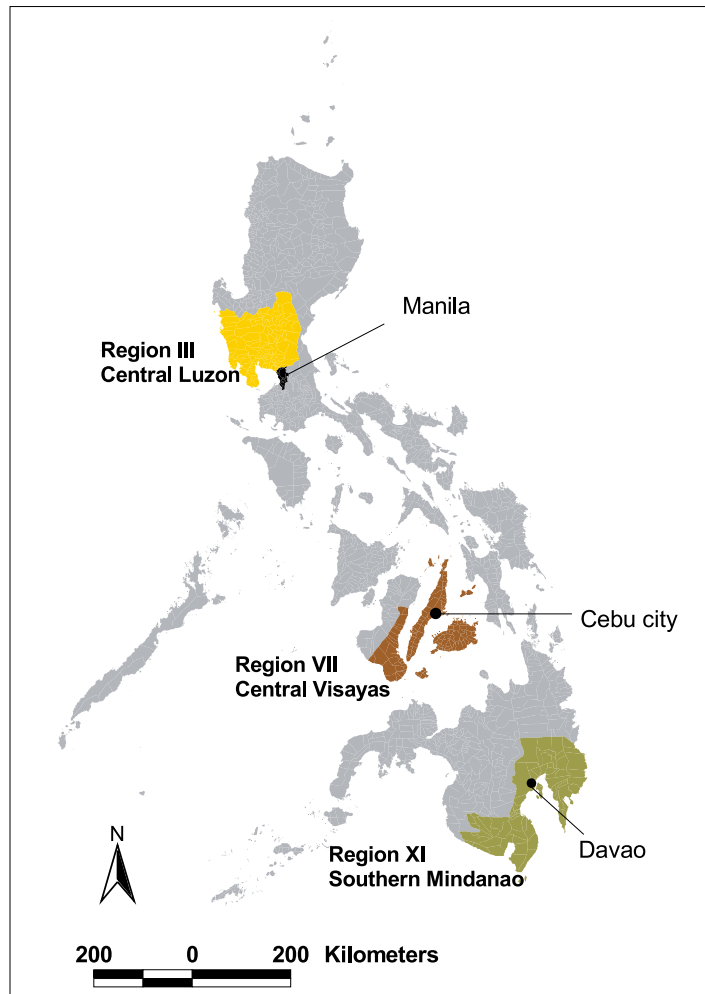 Manila
Region III
Central Luzon
Cebu city
Region VII
Central Visayas
Davao
Region XI
Southern Mindanao
N
200 0 200 Kilometers